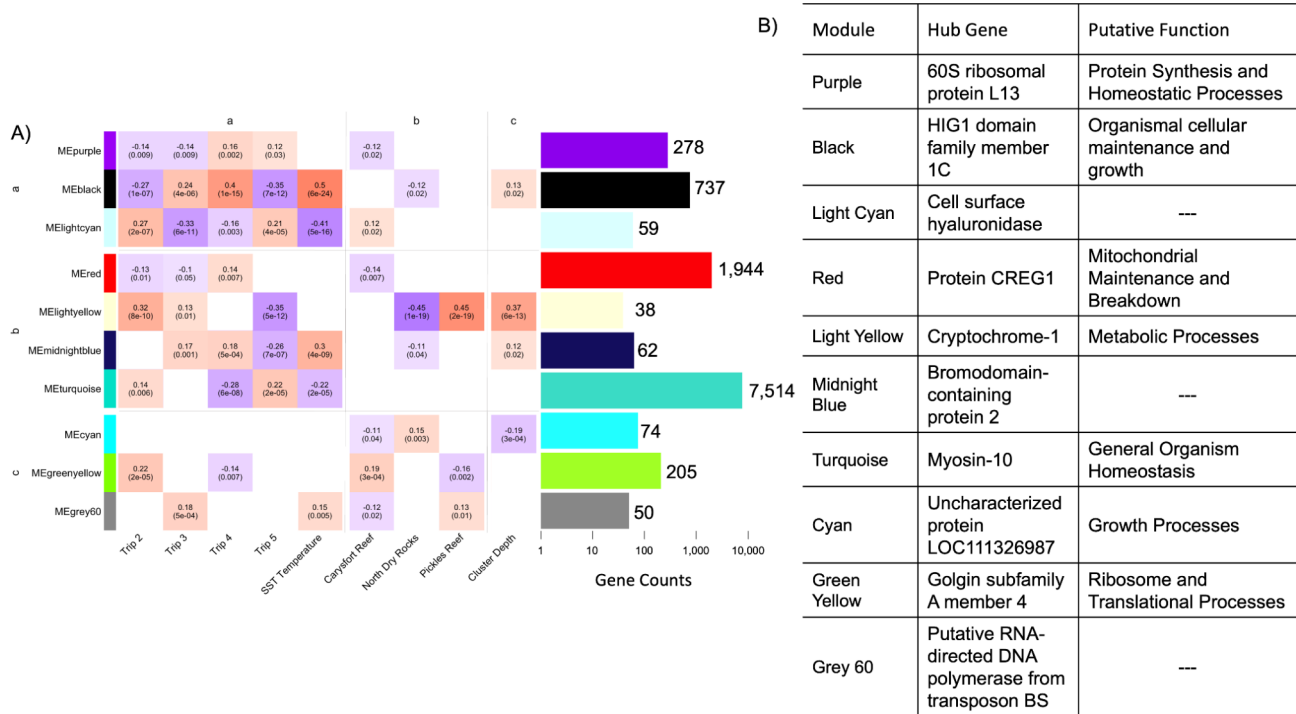 A)
a
b
c
a
MEpurple
-0.14
(0.009)
-0.14
(0.009)
0.16
(0.002)
0.12
(0.03)
-0.12
(0.02)
278
MEblack
-0.27
(1e-07)
0.24
(4e-06)
0.4
(1e-15)
-0.35
(7e-12)
0.5
(6e-24)
-0.12
(0.02)
0.13
(0.02)
737
MElightcyan
0.27
(2e-07)
-0.33
(6e-11)
-0.16
(0.003)
0.21
(4e-05)
-0.41
(5e-16)
0.12
(0.02)
59
b
MEred
-0.13
(0.01)
-0.1
(0.05)
0.14
(0.007)
-0.14
(0.007)
1,944
MElightyellow
0.32
(8e-10)
0.13
(0.01)
-0.35
(5e-12)
-0.45
(1e-19)
0.45
(2e-19)
0.37
(6e-13)
38
MEmidnightblue
0.17
(0.001)
0.18
(5e-04)
-0.26
(7e-07)
0.3
(4e-09)
-0.11
(0.04)
0.12
(0.02)
62
MEturquoise
0.14
(0.006)
-0.28
(6e-08)
0.22
(2e-05)
-0.22
(2e-05)
7,514
c
MEcyan
-0.11
(0.04)
0.15
(0.003)
-0.19
(3e-04)
74
MEgreenyellow
0.22
(2e-05)
-0.14
(0.007)
0.19
(3e-04)
-0.16
(0.002)
205
MEgrey60
0.18
(5e-04)
0.15
(0.005)
-0.12
(0.02)
0.13
(0.01)
50
Trip 2
Trip 3
Trip 4
Trip 5
SST Temperature
Carysfort Reef
North Dry Rocks
Pickles Reef
Cluster Depth
1 10 100 1,000 10,000
Gene Counts
B)
Module Hub Gene Putative Function
Purple
60S ribosomal
protein L13
Protein Synthesis and
Homeostatic Processes
Black
HIG1 domain
family member
1C
Organismal cellular
maintenance and
growth
Light Cyan
Cell surface
hyaluronidase
---
Red
Protein CREG1
Mitochondrial
Maintenance and
Breakdown
Light Yellow
Cryptochrome-1
Metabolic Processes
Midnight
Blue
Bromodomain-
containing
protein 2
---
Turquoise
Myosin-10
General Organism
Homestasis
Cyan
Uncharacterized
protein
LOC111326987
Growth Processes
Green
Yellow
Golgin subfamily
A member 4
Ribosome and
Translational Processes
Grey 60
Putative RNA-
directed DNA
polymerase from
transposon BS
---